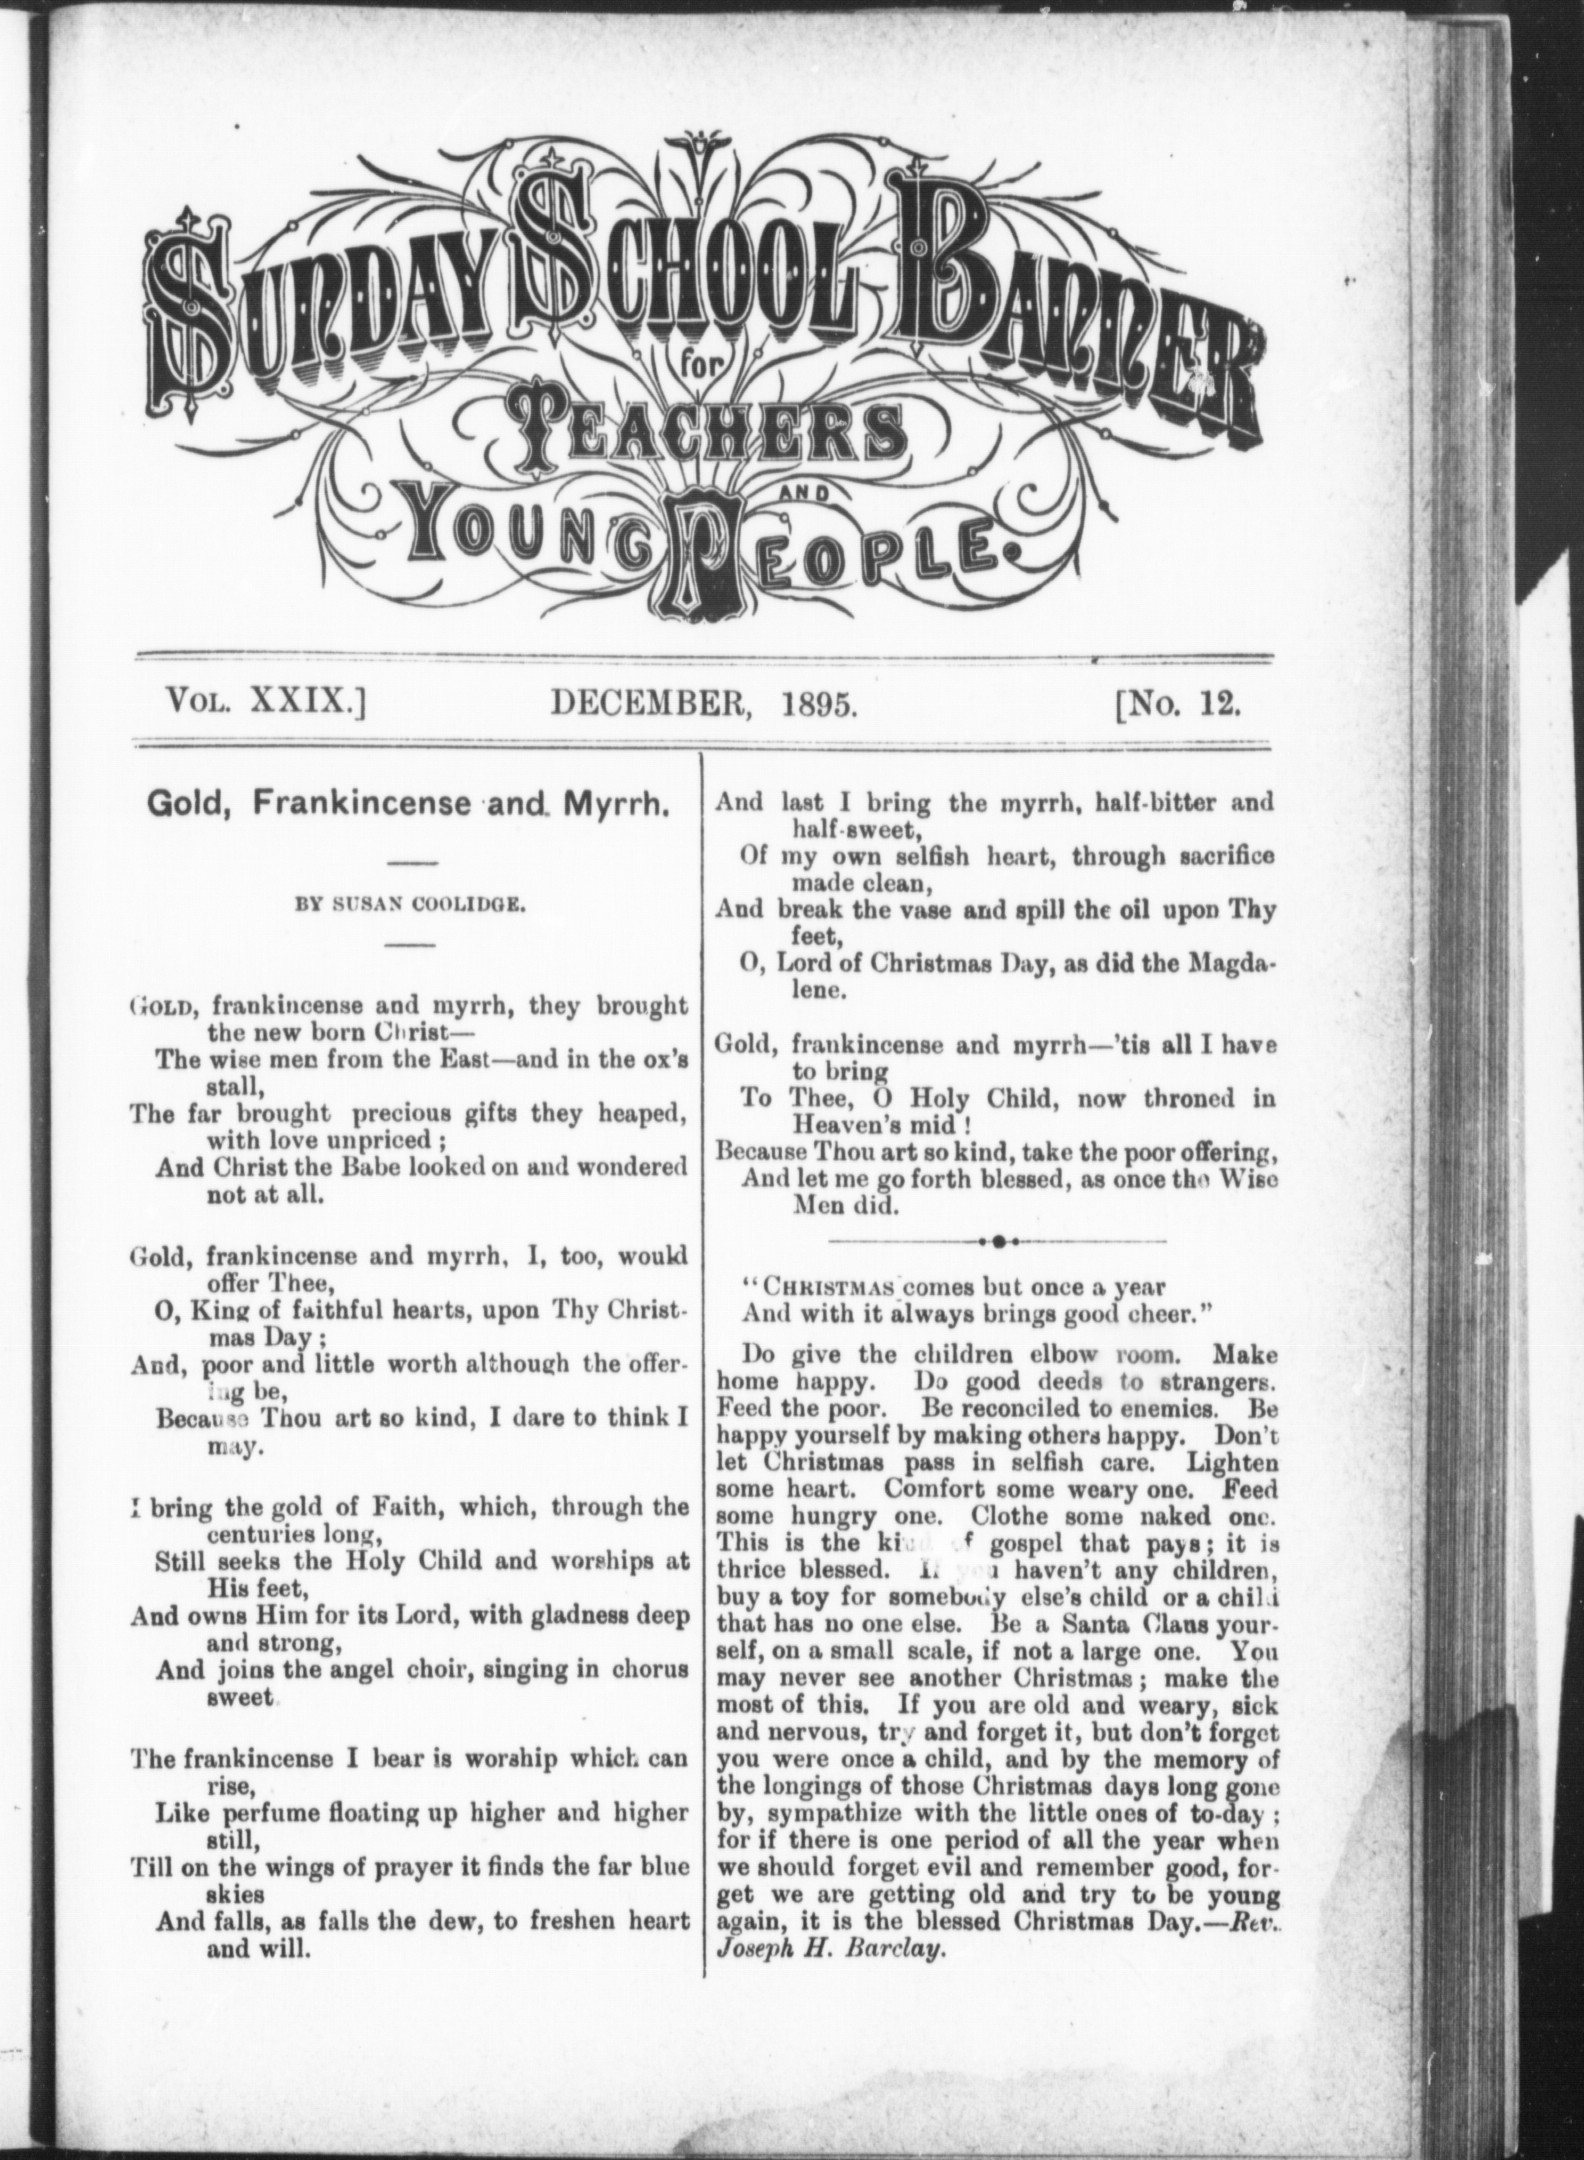 SUNDAY SCHOOL BANNER
for
TEACHERS
AND
YOUNG PEOPLE.
VOL. XXIX.] DECEMBER, 1895. [No. 12.
Gold, Frankincense and Myrrh.
BY SUSAN COOLIDGE.
GOLD, frankincense and myrrh, they brought
the new born Christ—
The wise men from the East—and in the ox's
stall,
The far brought precious gifts they heaped,
with love unpriced ;
And Christ the Babe looked on and wondered
not at all.
Gold, frankincense and myrrh, I, too, would
offer Thee,
O, King of faithful hearts, upon Thy Christ-
mas Day ;
And, poor and little worth although the offer-
ing be,
Because Thou art so kind, I dare to think I
may.
I bring the gold of Faith, which, through the
centuries long,
Still seeks the Holy Child and worships at
His feet,
And owns Him for its Lord, with gladness deep
and strong,
And joins the angel choir, singing in chorus
sweet.
The frankincense I bear is worship which can
rise,
Like perfume floating up higher and higher
still,
Till on the wings of prayer it finds the far blue
skies
And falls, as falls the dew, to freshen heart
and will.
And last I bring the myrrh, half-bitter and
half-sweet,
Of my own selfish heart, through sacrifice
made clean,
And break the vase and spill the oil upon Thy
feet,
O, Lord of Christmas Day, as did the Magda-
lene.
Gold, frankincense and myrrh—'tis all I have
to bring
To Thee, O Holy Child, now throned in
Heaven's mid !
Because Thou art so kind, take the poor offering,
And let me go forth blessed, as once the Wise
Men did.
"CHRISTMAS comes but once a year
And with it always brings good cheer."
Do give the children elbow room. Make
home happy. Do good deeds to strangers.
Feed the poor. Be reconciled to enemies. Be
happy yourself by making others happy. Don't
let Christmas pass in selfish care. Lighten
some heart. Comfort some weary one. Feed
some hungry one. Clothe some naked one.
This is the kind of gospel that pays; it is
thrice blessed. If you haven't any children,
buy a toy for somebody else's child or a child
that has no one else. Be a Santa Claus your-
self, on a small scale, if not a large one. You
may never see another Christmas; make the
most of this. If you are old and weary, sick
and nervous, try and forget it, but don't forget
you were once a child, and by the memory of
the longings of those Christmas days long gone
by, sympathize with the little ones of to-day ;
for if there is one period of all the year when
we should forget evil and remember good, for-
get we are getting old and try to be young
again, it is the blessed Christmas Day.—Rev.
Joseph H. Barclay.